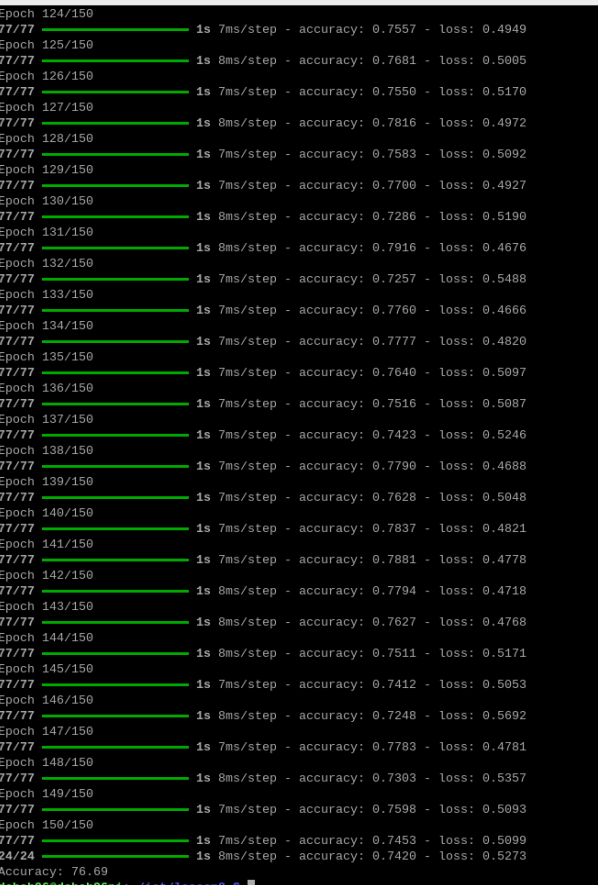 Epoch 124/150
77/77 1s 7ms/step - accuracy: 0.7557 - loss: 0.4949
Epoch 125/150
77/77 1s 8ms/step - accuracy: 0.7681 - loss: 0.5005
Epoch 126/150
77/77 1s 7ms/step - accuracy: 0.7550 - loss: 0.5170
Epoch 127/150
77/77 1s 8ms/step - accuracy: 0.7816 - loss: 0.4972
Epoch 128/150
77/77 1s 7ms/step - accuracy: 0.7583 - loss: 0.5092
Epoch 129/150
77/77 1s 7ms/step - accuracy: 0.7700 - loss: 0.4927
Epoch 130/150
77/77 1s 8ms/step - accuracy: 0.7286 - loss: 0.5190
Epoch 131/150
77/77 1s 8ms/step - accuracy: 0.7916 - loss: 0.4676
Epoch 132/150
77/77 1s 7ms/step - accuracy: 0.7257 - loss: 0.5488
Epoch 133/150
77/77 1s 7ms/step - accuracy: 0.7760 - loss: 0.4666
Epoch 134/150
77/77 1s 7ms/step - accuracy: 0.7777 - loss: 0.4820
Epoch 135/150
77/77 1s 7ms/step - accuracy: 0.7640 - loss: 0.5097
Epoch 136/150
77/77 1s 7ms/step - accuracy: 0.7516 - loss: 0.5087
Epoch 137/150
77/77 1s 7ms/step - accuracy: 0.7423 - loss: 0.5246
Epoch 138/150
77/77 1s 7ms/step - accuracy: 0.7790 - loss: 0.4688
Epoch 139/150
77/77 1s 7ms/step - accuracy: 0.7628 - loss: 0.5048
Epoch 140/150
77/77 1s 7ms/step - accuracy: 0.7837 - loss: 0.4821
Epoch 141/150
77/77 1s 7ms/step - accuracy: 0.7881 - loss: 0.4778
Epoch 142/150
77/77 1s 8ms/step - accuracy: 0.7794 - loss: 0.4718
Epoch 143/150
77/77 1s 8ms/step - accuracy: 0.7627 - loss: 0.4768
Epoch 144/150
77/77 1s 8ms/step - accuracy: 0.7511 - loss: 0.5171
Epoch 145/150
77/77 1s 7ms/step - accuracy: 0.7412 - loss: 0.5053
Epoch 146/150
77/77 1s 8ms/step - accuracy: 0.7248 - loss: 0.5692
Epoch 147/150
77/77 1s 7ms/step - accuracy: 0.7783 - loss: 0.4781
Epoch 148/150
77/77 1s 8ms/step - accuracy: 0.7303 - loss: 0.5357
Epoch 149/150
77/77 1s 7ms/step - accuracy: 0.7598 - loss: 0.5093
Epoch 150/150
77/77 1s 7ms/step - accuracy: 0.7453 - loss: 0.5099
24/24 1s 8ms/step - accuracy: 0.7420 - loss: 0.5273
Accuracy: 76.69